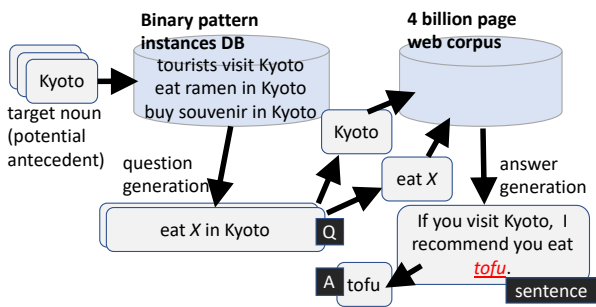 Binary pattern
instances DB
tourists visit Kyoto
eat ramen in Kyoto
buy souvenir in Kyoto
4 billion page
web corpus
Kyoto
target noun
(potential
antecedent)
Kyoto
eat X
question
generation
answer
generation
eat X in Kyoto
Q
If you visit Kyoto, I
recommend you eat
tofu.
sentence
A
tofu